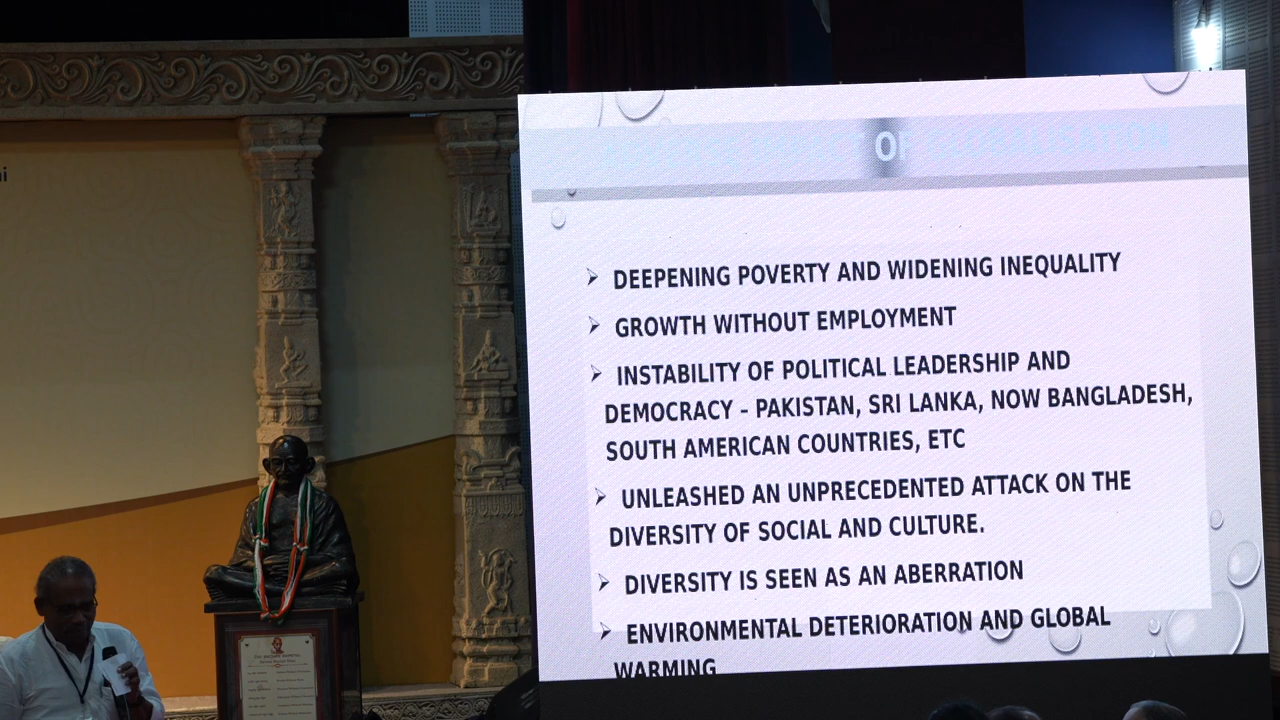 OF GLOBALISATION
➢ DEEPENING POVERTY AND WIDENING INEQUALITY
➢ GROWTH WITHOUT EMPLOYMENT
➢ INSTABILITY OF POLITICAL LEADERSHIP AND
DEMOCRACY – PAKISTAN, SRI LANKA, NOW BANGLADESH,
SOUTH AMERICAN COUNTRIES, ETC
➢ UNLEASHED AN UNPRECEDENTED ATTACK ON THE
DIVERSITY OF SOCIAL AND CULTURE.
➢ DIVERSITY IS SEEN AS AN ABERRATION
➢ ENVIRONMENTAL DETERIORATION AND GLOBAL
WARMING